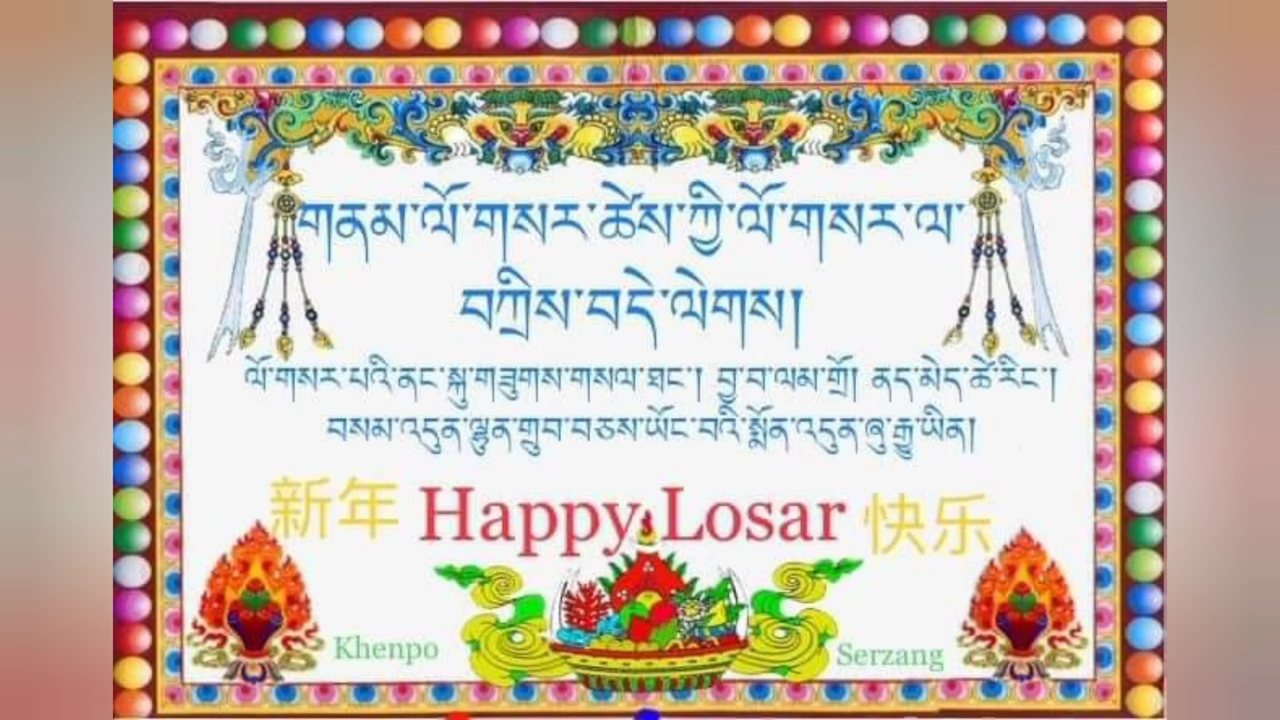 གནམ་ལོ་གསར་ཚེས་ཀྱི་ལོ་གསར་ལ་
བཀྲིས་བདེ་ལེགས།
ལོ་གསར་པའི་ནང་སྐུ་གཟུགས་གསལ་ཐང་། བྱ་བ་ལམ་གྲོ། ནད་མེད་ཚེ་རིང་།
བསམ་འདུན་ལྷུན་གྲུབ་བཅས་ཡོང་བའི་སྨོན་འདུན་ཞུ་རྒྱུ་ཡིན།
新年 Happy Losar 快乐
Khenpo Serzang